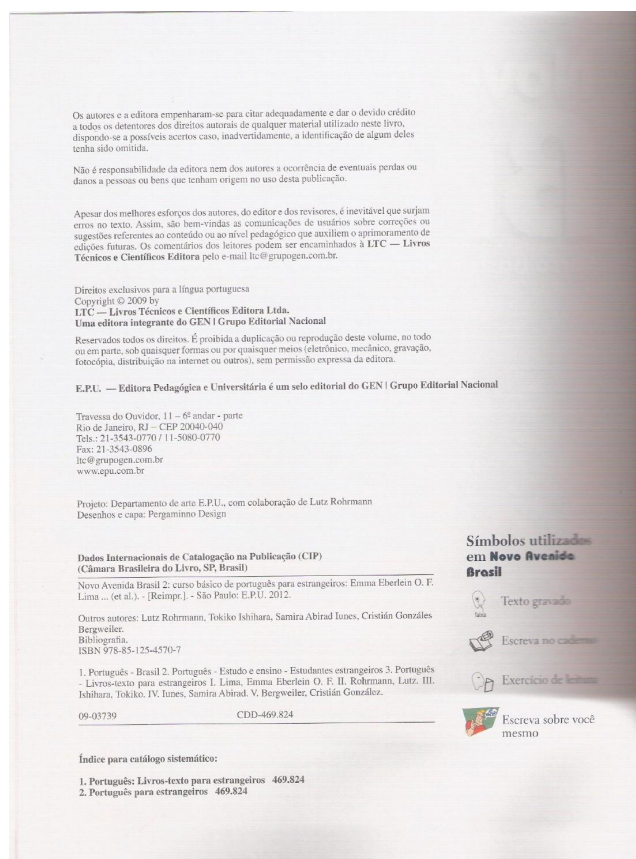 Os autores e a editora empenharam-se para citar adequadamente e dar o devido crédito
a todos os detentores dos direitos autorais de qualquer material utilizado neste livro,
dispondo-se a possíveis acertos caso, inadvertidamente, a identificação de algum deles
tenha sido omitida.
Não é responsabilidade da editora nem dos autores a ocorrência de eventuais perdas ou
danos a pessoas ou bens que tenham origem no uso desta publicação.
Apesar dos melhores esforços dos autores, do editor e dos revisores, é inevitável que surjam
erros no texto. Assim, são bem-vindas as comunicações de usuários sobre correções ou
sugestões referentes ao conteúdo ou ao nível pedagógico que auxiliem o aprimoramento de
edições futuras. Os comentários dos leitores podem ser encaminhados à LTC — Livros
Técnicos e Científicos Editora pelo e-mail ltc@grupogen.com.br.
Direitos exclusivos para a língua portuguesa
Copyright © 2009 by
LTC — Livros Técnicos e Científicos Editora Ltda.
Uma editora integrante do GEN | Grupo Editorial Nacional
Reservados todos os direitos. É proibida a duplicação ou reprodução deste volume, no todo
ou em parte, sob quaisquer formas ou por quaisquer meios (eletrônico, mecânico, gravação,
fotocópia, distribuição na internet ou outros), sem permissão expressa da editora.
E.P.U. — Editora Pedagógica e Universitária é um selo editorial do GEN | Grupo Editorial Nacional
Travessa do Ouvidor, 11 – 6º andar - parte
Rio de Janeiro, RJ – CEP 20040-040
Tels.: 21-3543-0770 / 11-5080-0770
Fax: 21-3543-0896
ltc@grupogen.com.br
www.epu.com.br
Projeto: Departamento de arte E.P.U., com colaboração de Lutz Rohrmann
Desenhos e capa: Pergaminno Design
Dados Internacionais de Catalogação na Publicação (CIP)
(Câmara Brasileira do Livro, SP, Brasil)
Novo Avenida Brasil 2: curso básico de português para estrangeiros: Emma Eberlein O. F.
Lima ... (et al.). - [Reimpr.]. - São Paulo: E.P.U. 2012.
Outros autores: Lutz Rohrmann, Tokiko Ishihara, Samira Abirad Iunes, Cristián Gonzáles
Bergweiler.
Bibliografia.
ISBN 978-85-125-4570-7
1. Português - Brasil 2. Português - Estudo e ensino - Estudantes estrangeiros 3. Português
- Livros-texto para estrangeiros I. Lima, Emma Eberlein O. F. II. Rohrmann, Lutz. III.
Ishihara, Tokiko. IV. Iunes, Samira Abirad. V. Bergweiler, Cristián González.
09-03739 CDD-469.824
Índice para catálogo sistemático:
1. Português: Livros-texto para estrangeiros 469.824
2. Português para estrangeiros 469.824
Símbolos utilizados
em Novo Avenida
Brasil
Texto gravado
Escreva no caderno
Exercício de leitura
Escreva sobre você
mesmo